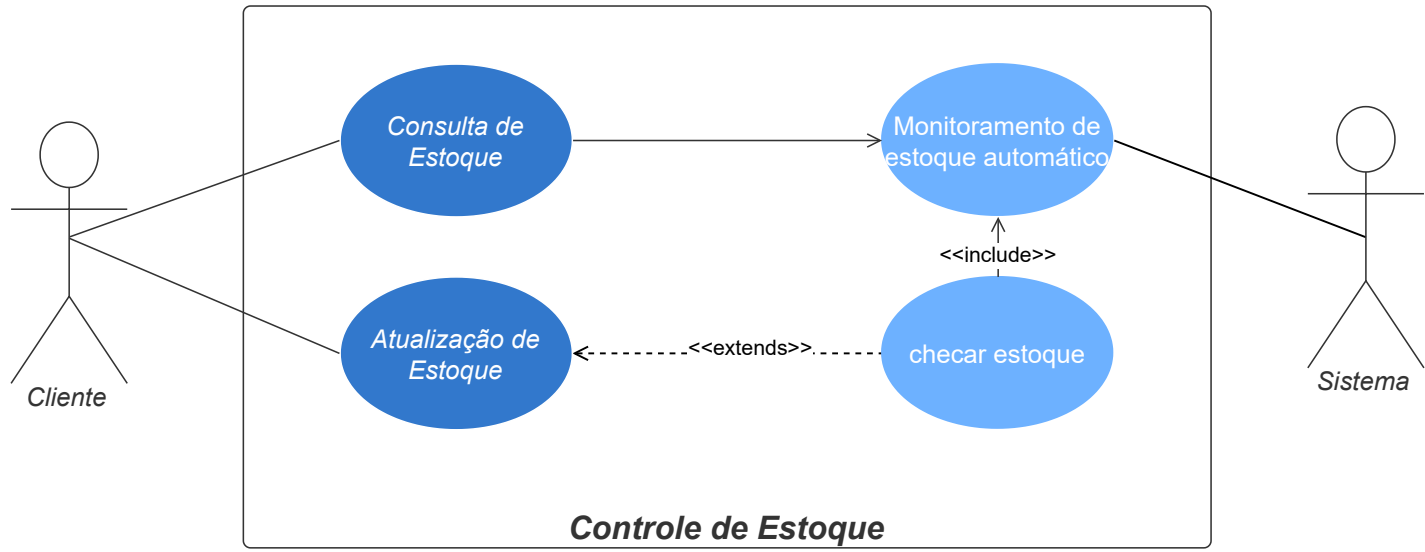 Consulta de
Estoque
Monitoramento de
estoque automático
<<include>>
Atualização de
Estoque
<<extends>>
checar estoque
Cliente
Sistema
Controle de Estoque